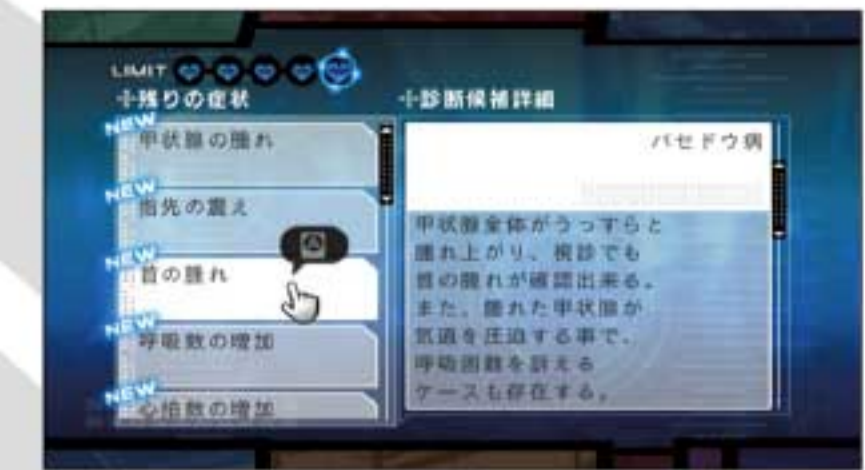 LIMIT
残りの症状
診断候補詳細
NEW
甲状腺の腫れ
NEW
指先の震え
NEW
首の腫れ
NEW
呼吸数の増加
NEW
心拍数の増加
バセドウ病
甲状腺全体がうっすらと
腫れ上がり、視診でも
首の腫れが確認出来る。
また、腫れた甲状腺が
気道を圧迫する事で、
呼吸困難を訴える
ケースも存在する。